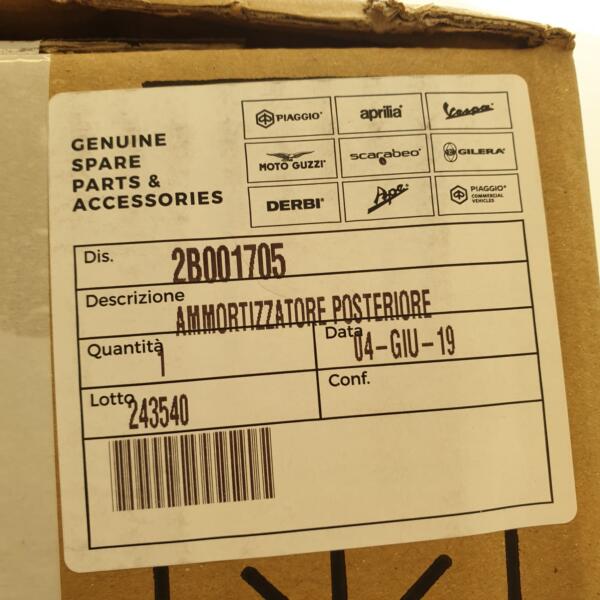 GENUINE
SPARE
PARTS &
ACCESSORIES
PIAGGIO® aprilia® Vespa®
MOTO GUZZI® scarabeo® GILERA®
DERBI® Ape® PIAGGIO®
COMMERCIAL
VEHICLES
Dis. 2B001705
Descrizione
AMMORTIZZATORE POSTERIORE
Quantità 1
Data 04-GIU-19
Lotto 243540
Conf.